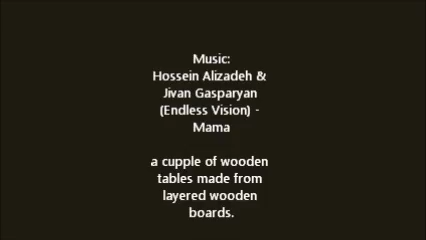 Music:
Hossein Alizadeh &
Jivan Gasparyan
(Endless Vision) -
Mama
a cupple of wooden
tables made from
layered wooden
boards.